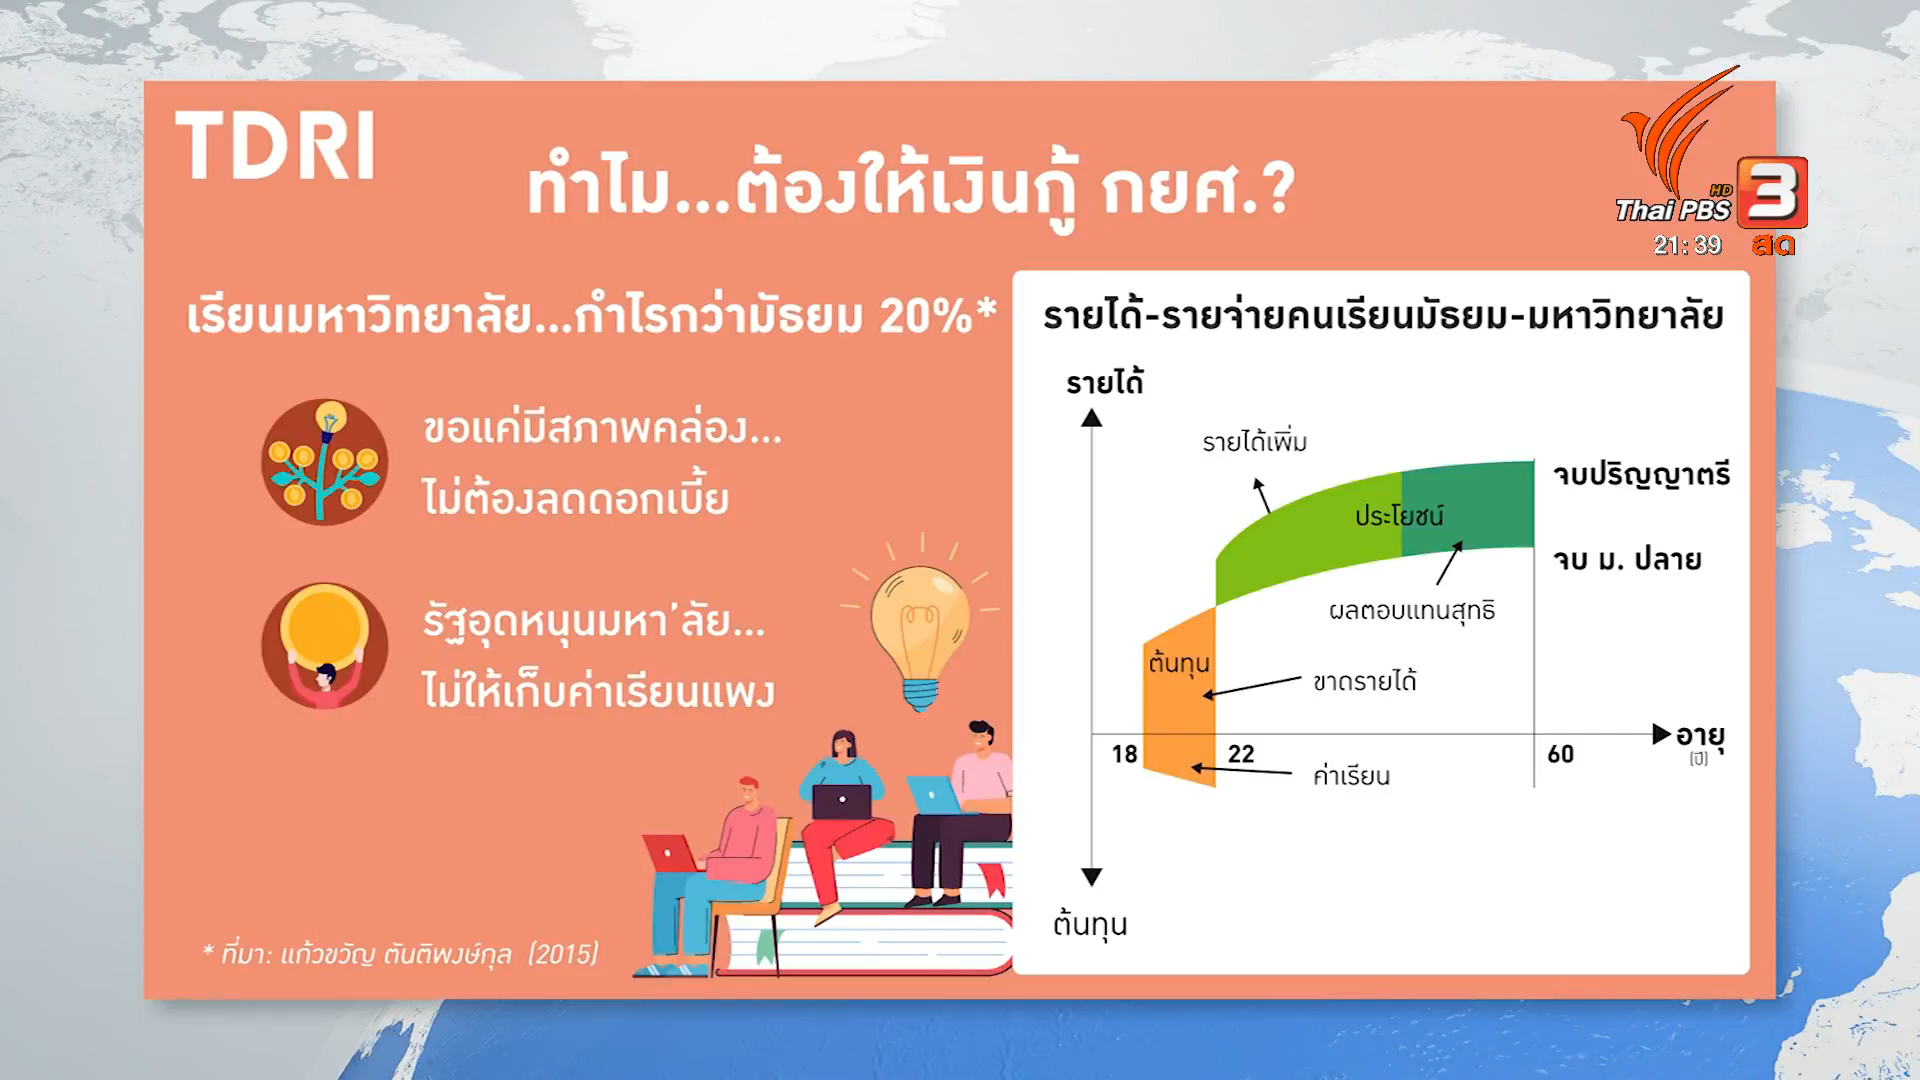 TDRI
ทำไม...ต้องให้เงินกู้ กยศ.?
HD
Thai PBS 3
21:39 สด
เรียนมหาวิทยาลัย...กำไรกว่ามัธยม 20%*
ขอแค่มีสภาพคล่อง...
ไม่ต้องลดดอกเบี้ย
รัฐอุดหนุนมหา'ลัย...
ไม่ให้เก็บค่าเรียนแพง
* ที่มา: แก้วขวัญ ตันติพงษ์กุล (2015)
รายได้-รายจ่ายคนเรียนมัธยม-มหาวิทยาลัย
รายได้
รายได้เพิ่ม
จบปริญญาตรี
ประโยชน์
จบ ม. ปลาย
ผลตอบแทนสุทธิ
ต้นทุน
ขาดรายได้
อายุ
(ปี)
18
22
60
ค่าเรียน
ต้นทุน